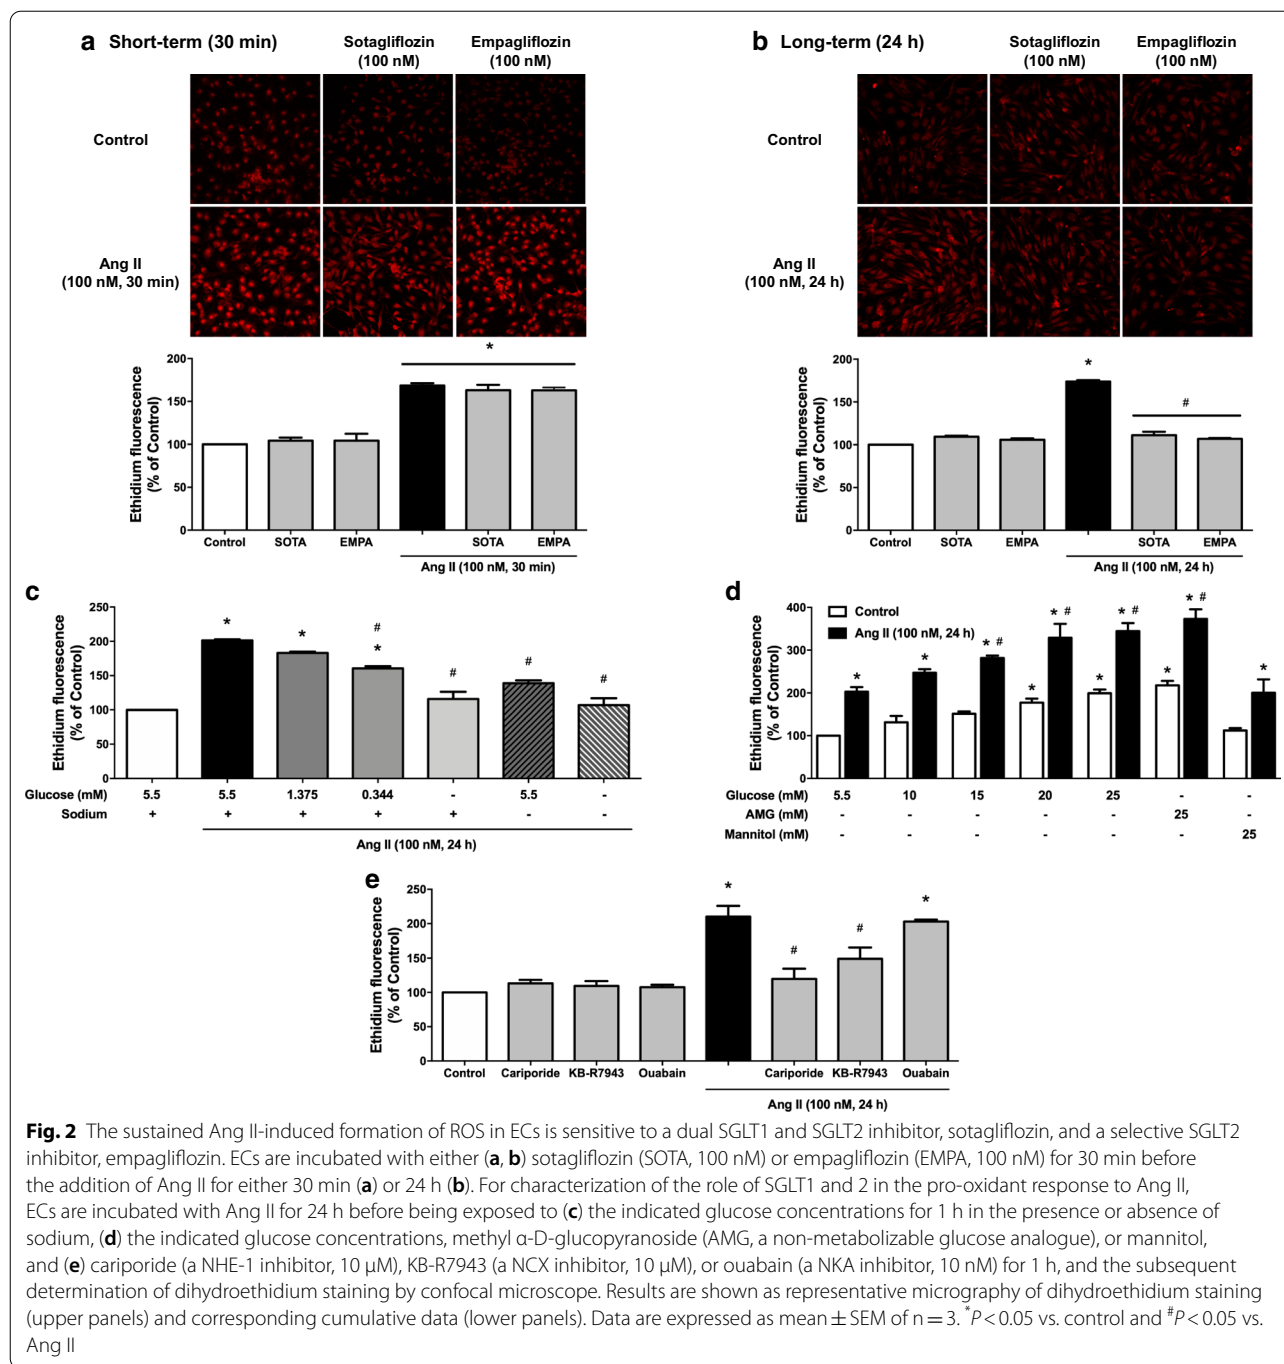 a Short-term (30 min)
Sotagliflozin (100 nM)
Empagliflozin (100 nM)
Control
Ang II (100 nM, 30 min)
Ethidium fluorescence (% of Control)
200
150
100
50
0
*
Control SOTA EMPA SOTA EMPA
Ang II (100 nM, 30 min)
b Long-term (24 h)
Sotagliflozin (100 nM)
Empagliflozin (100 nM)
Control
Ang II (100 nM, 24 h)
Ethidium fluorescence (% of Control)
200
150
100
50
0
* #
Control SOTA EMPA SOTA EMPA
Ang II (100 nM, 24 h)
c
Ethidium fluorescence (% of Control)
250
200
150
100
50
0
* * # * # # #
Glucose (mM) 5.5 5.5 1.375 0.344 - 5.5 -
Sodium + + + + + - -
Ang II (100 nM, 24 h)
d
Ethidium fluorescence (% of Control)
400
300
200
100
0
Control
Ang II (100 nM, 24 h)
* * * # * * # * * # * * # *
Glucose (mM) 5.5 10 15 20 25 - -
AMG (mM) - - - - - 25 -
Mannitol (mM) - - - - - - 25
e
Ethidium fluorescence (% of Control)
250
200
150
100
50
0
* # # *
Control Cariporide KB-R7943 Ouabain Cariporide KB-R7943 Ouabain
Ang II (100 nM, 24 h)
Fig. 2 The sustained Ang II-induced formation of ROS in ECs is sensitive to a dual SGLT1 and SGLT2 inhibitor, sotagliflozin, and a selective SGLT2
inhibitor, empagliflozin. ECs are incubated with either (a, b) sotagliflozin (SOTA, 100 nM) or empagliflozin (EMPA, 100 nM) for 30 min before
the addition of Ang II for either 30 min (a) or 24 h (b). For characterization of the role of SGLT1 and 2 in the pro-oxidant response to Ang II,
ECs are incubated with Ang II for 24 h before being exposed to (c) the indicated glucose concentrations for 1 h in the presence or absence of
sodium, (d) the indicated glucose concentrations, methyl α-D-glucopyranoside (AMG, a non-metabolizable glucose analogue), or mannitol,
and (e) cariporide (a NHE-1 inhibitor, 10 μM), KB-R7943 (a NCX inhibitor, 10 μM), or ouabain (a NKA inhibitor, 10 nM) for 1 h, and the subsequent
determination of dihydroethidium staining by confocal microscope. Results are shown as representative micrography of dihydroethidium staining
(upper panels) and corresponding cumulative data (lower panels). Data are expressed as mean ± SEM of n = 3. *P < 0.05 vs. control and #P < 0.05 vs.
Ang II